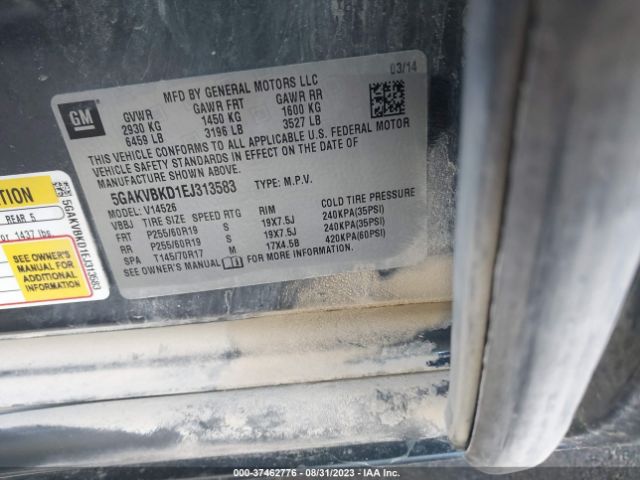 MFD BY GENERAL MOTORS LLC
03/14
GM
GVWR GAWR FRT GAWR RR
2930 KG 1450 KG 1600 KG
6459 LB 3196 LB 3527 LB
THIS VEHICLE CONFORMS TO ALL APPLICABLE U.S. FEDERAL MOTOR
VEHICLE SAFETY STANDARDS IN EFFECT ON THE DATE OF
MANUFACTURE SHOWN ABOVE.
5GAKVBKD1EJ313583 TYPE: M.P.V.
MODEL: V14526
VBBJ TIRE SIZE SPEED RTG RIM COLD TIRE PRESSURE
FRT P255/60R19 S 19X7.5J 240KPA(35PSI)
RR P255/60R19 S 19X7.5J 240KPA(35PSI)
SPA T145/70R17 M 17X4.5B 420KPA(60PSI)
SEE OWNER'S MANUAL FOR MORE INFORMATION.
REAR 5
1437 lbs.
SEE OWNER'S
MANUAL FOR
ADDITIONAL
INFORMATION
5GAKVBKD1EJ313583
000-37462776 - 08/31/2023 - IAA Inc.